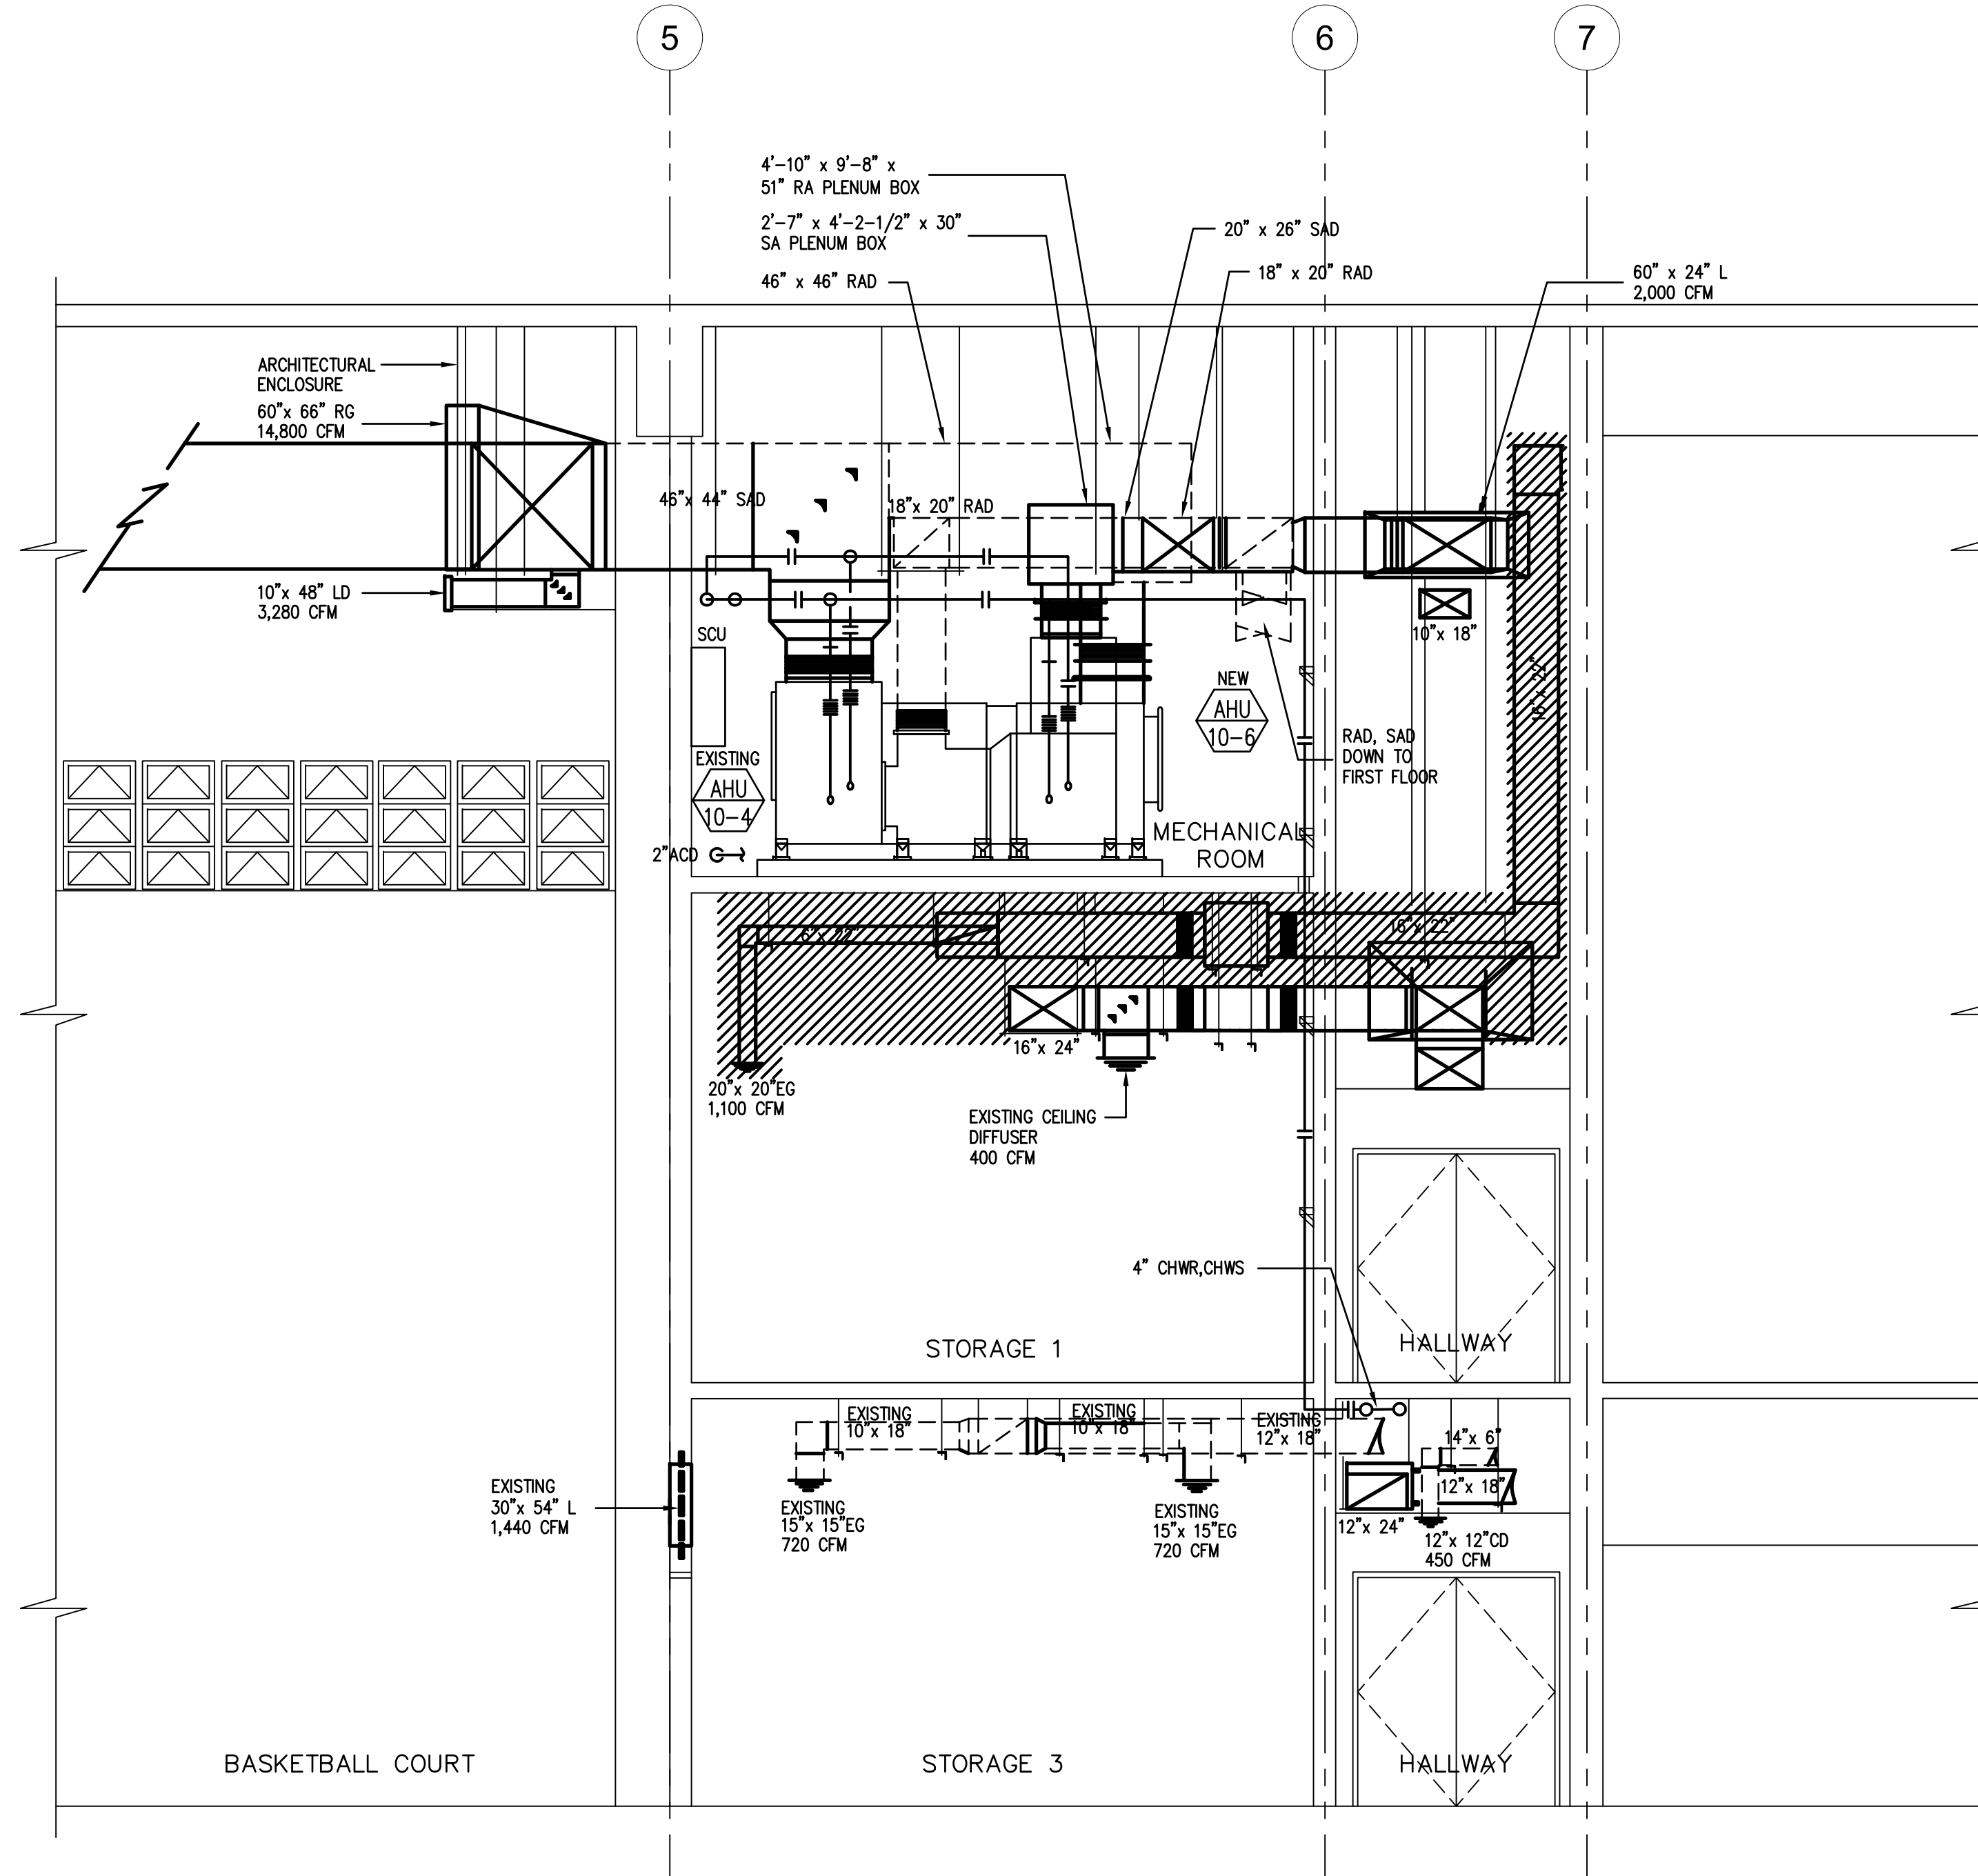 5
6
7
4'-10" x 9'-8" x
51" RA PLENUM BOX
2'-7" x 4'-2-1/2" x 30"
SA PLENUM BOX
46" x 46" RAD
20" x 26" SAD
18" x 20" RAD
60" x 24" L
2,000 CFM
ARCHITECTURAL
ENCLOSURE
60"x 66" RG
14,800 CFM
46"x 44" SAD
18"x 20" RAD
10"x 48" LD
3,280 CFM
SCU
10"x 18"
16"x 22"
NEW
AHU
10-6
RAD, SAD
DOWN TO
FIRST FLOOR
EXISTING
AHU
10-4
2"ACD
MECHANICAL
ROOM
6"x 22"
16"x 22"
16"x 24"
20"x 20"EG
1,100 CFM
EXISTING CEILING
DIFFUSER
400 CFM
4" CHWR,CHWS
STORAGE 1
HALLWAY
EXISTING
10"x 18"
EXISTING
10"x 18"
EXISTING
12"x 18"
14"x 6"
12"x 18"
EXISTING
30"x 54" L
1,440 CFM
EXISTING
15"x 15"EG
720 CFM
EXISTING
15"x 15"EG
720 CFM
12"x 24"
12"x 12"CD
450 CFM
BASKETBALL COURT
STORAGE 3
HALLWAY